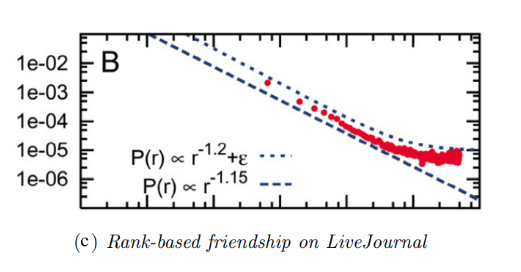 1e-02
B
1e-03
1e-04
1e-05
P(r) ∝ r^-1.2+ε
1e-06
P(r) ∝ r^-1.15
(c) Rank-based friendship on LiveJournal